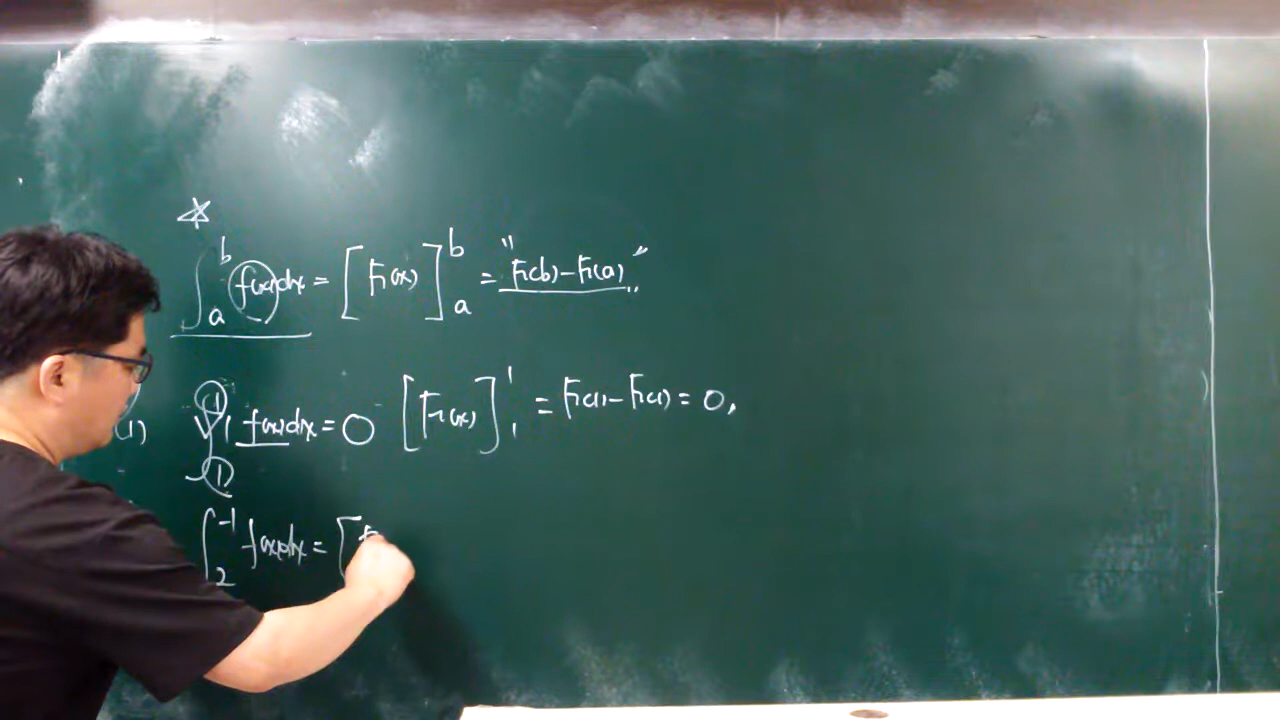 ☆
∫_a^b f(x)dx = [F(x)]_a^b = "F(b)-F(a)"
(1) ∫_1^1 f(x)dx = 0 [F(x)]_1^1 = F(1)-F(1) = 0,
∫_2^-1 f(x)dx = [F